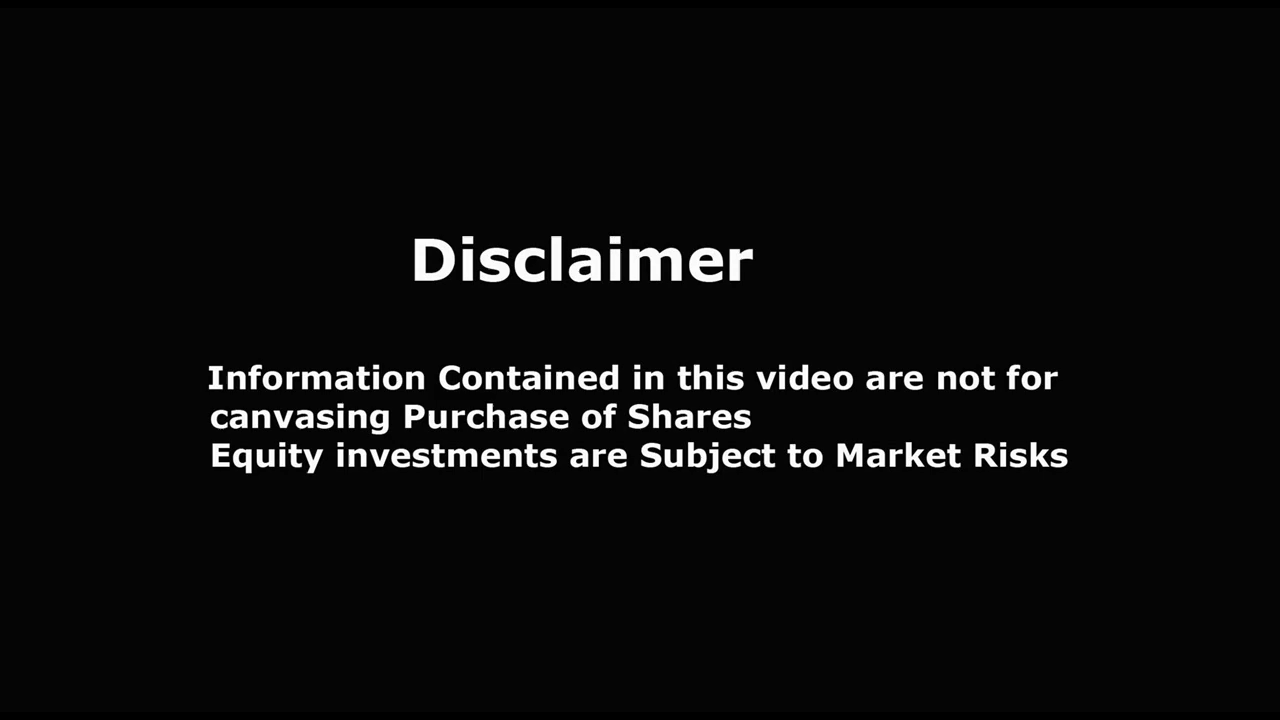 Disclaimer
Information Contained in this video are not for
canvasing Purchase of Shares
Equity investments are Subject to Market Risks